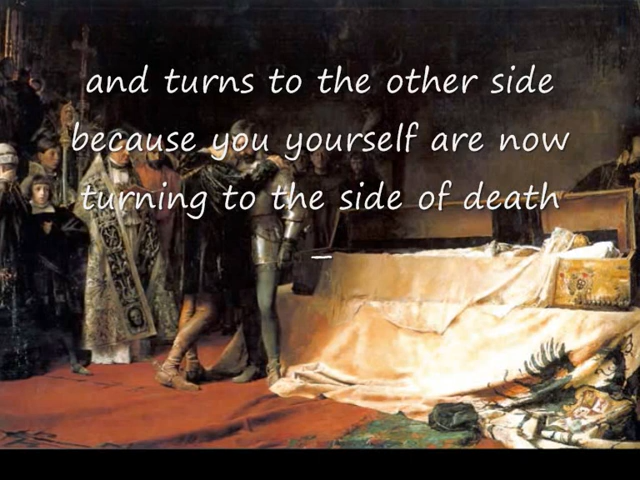 and turns to the other side
because you yourself are now
turning to the side of death
–